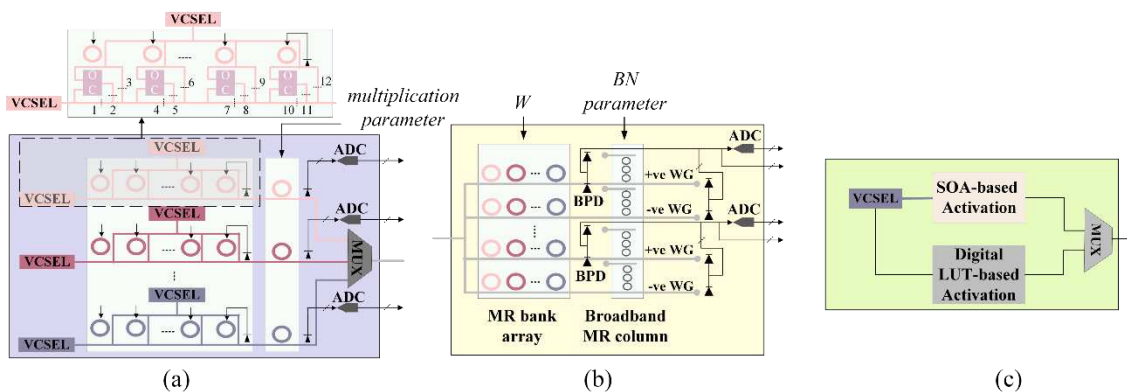 VCSEL
O
C
O
C
O
C
O
C
3
6
9
12
VCSEL
1
2
4
5
7
8
10
11
multiplication
parameter
VCSEL
VCSEL
ADC
VCSEL
VCSEL
ADC
MUX
VCSEL
VCSEL
ADC
(a)
W
BN
parameter
ADC
+ve WG
BPD
-ve WG
ADC
+ve WG
BPD
-ve WG
MR bank
array
Broadband
MR column
(b)
VCSEL
SOA-based
Activation
MUX
Digital
LUT-based
Activation
(c)